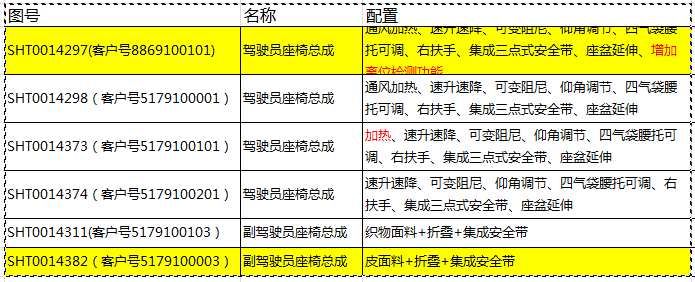 图号 名称 配置
SHT0014297(客户号8869100101) 驾驶员座椅总成 通风加热、速升速降、可变阻尼、仰角调节、四气袋腰
托可调、右扶手、集成三点式安全带、座盆延伸、增加
离位检测功能
SHT0014298（客户号5179100001） 驾驶员座椅总成 通风加热、速升速降、可变阻尼、仰角调节、四气袋腰
托可调、右扶手、集成三点式安全带、座盆延伸
SHT0014373（客户号5179100101） 驾驶员座椅总成 加热、速升速降、可变阻尼、仰角调节、四气袋腰托可
调、右扶手、集成三点式安全带、座盆延伸
SHT0014374（客户号5179100201） 驾驶员座椅总成 速升速降、可变阻尼、仰角调节、四气袋腰托可调、右
扶手、集成三点式安全带、座盆延伸
SHT0014311(客户号5179100103） 副驾驶员座椅总成 织物面料+折叠+集成安全带
SHT0014382（客户号5179100003） 副驾驶员座椅总成 皮面料+折叠+集成安全带